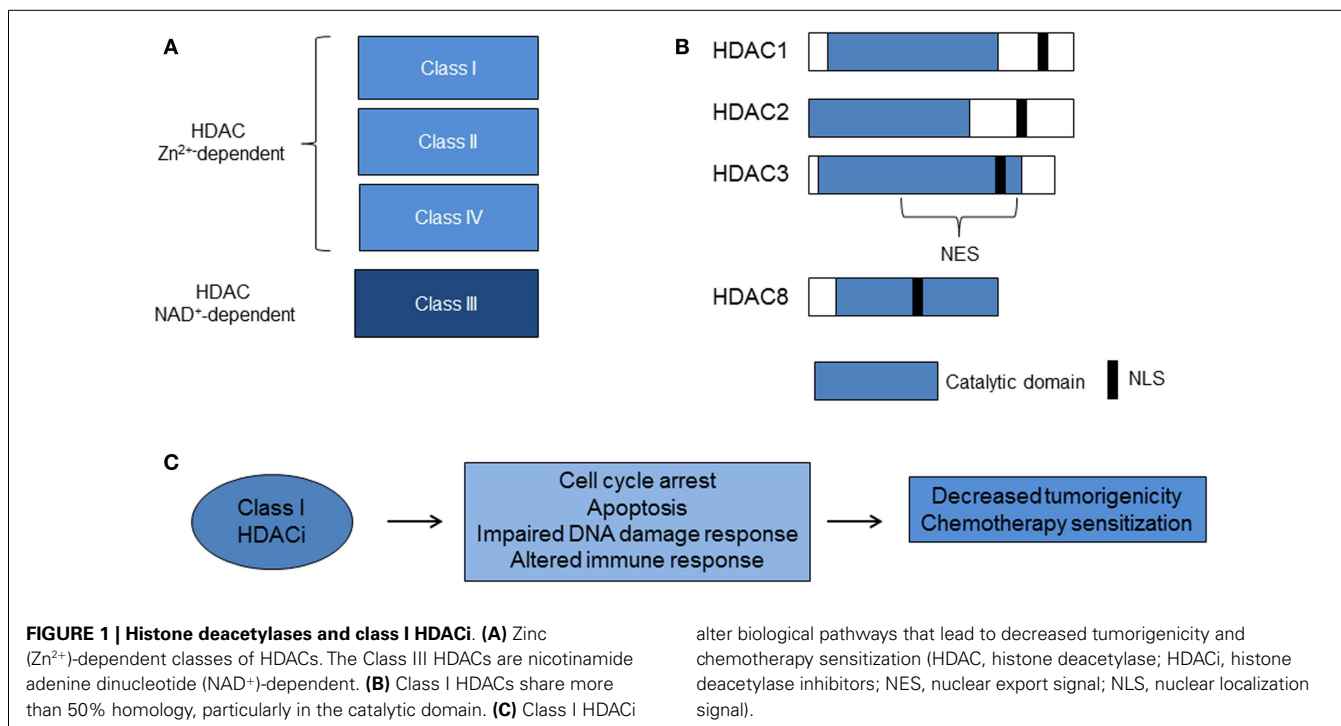 A
HDAC
Zn²⁺-dependent
Class I
Class II
Class IV
HDAC
NAD⁺-dependent
Class III
B
HDAC1
HDAC2
HDAC3
NES
HDAC8
Catalytic domain
NLS
C
Class I
HDACi
Cell cycle arrest
Apoptosis
Impaired DNA damage response
Altered immune response
Decreased tumorigenicity
Chemotherapy sensitization
FIGURE 1 | Histone deacetylases and class I HDACi. (A) Zinc
(Zn²⁺)-dependent classes of HDACs. The Class III HDACs are nicotinamide
adenine dinucleotide (NAD⁺)-dependent. (B) Class I HDACs share more
than 50% homology, particularly in the catalytic domain. (C) Class I HDACi
alter biological pathways that lead to decreased tumorigenicity and
chemotherapy sensitization (HDAC, histone deacetylase; HDACi, histone
deacetylase inhibitors; NES, nuclear export signal; NLS, nuclear localization
signal).